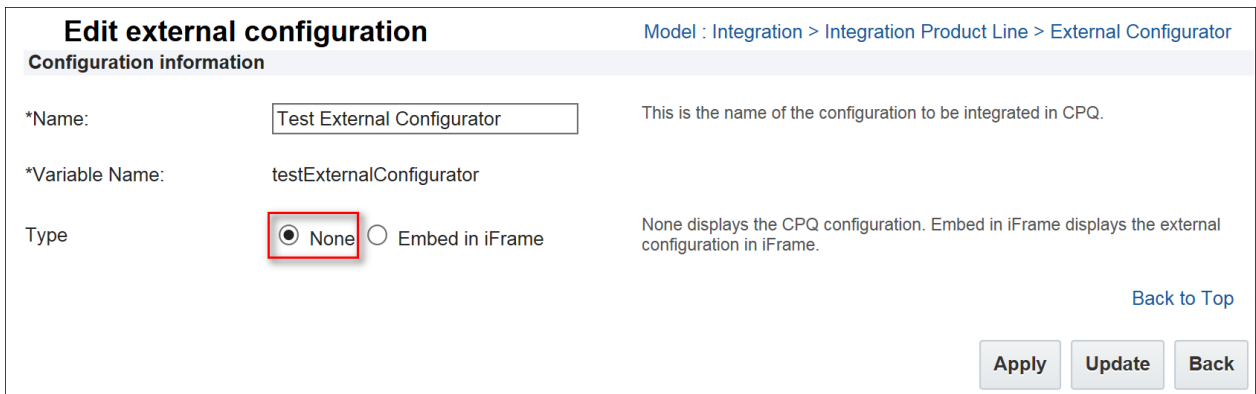 Edit external configuration
Model : Integration > Integration Product Line > External Configurator
Configuration information
*Name:
Test External Configurator
This is the name of the configuration to be integrated in CPQ.
*Variable Name:
testExternalConfigurator
Type
None
Embed in iFrame
None displays the CPQ configuration. Embed in iFrame displays the external
configuration in iFrame.
Back to Top
Apply
Update
Back